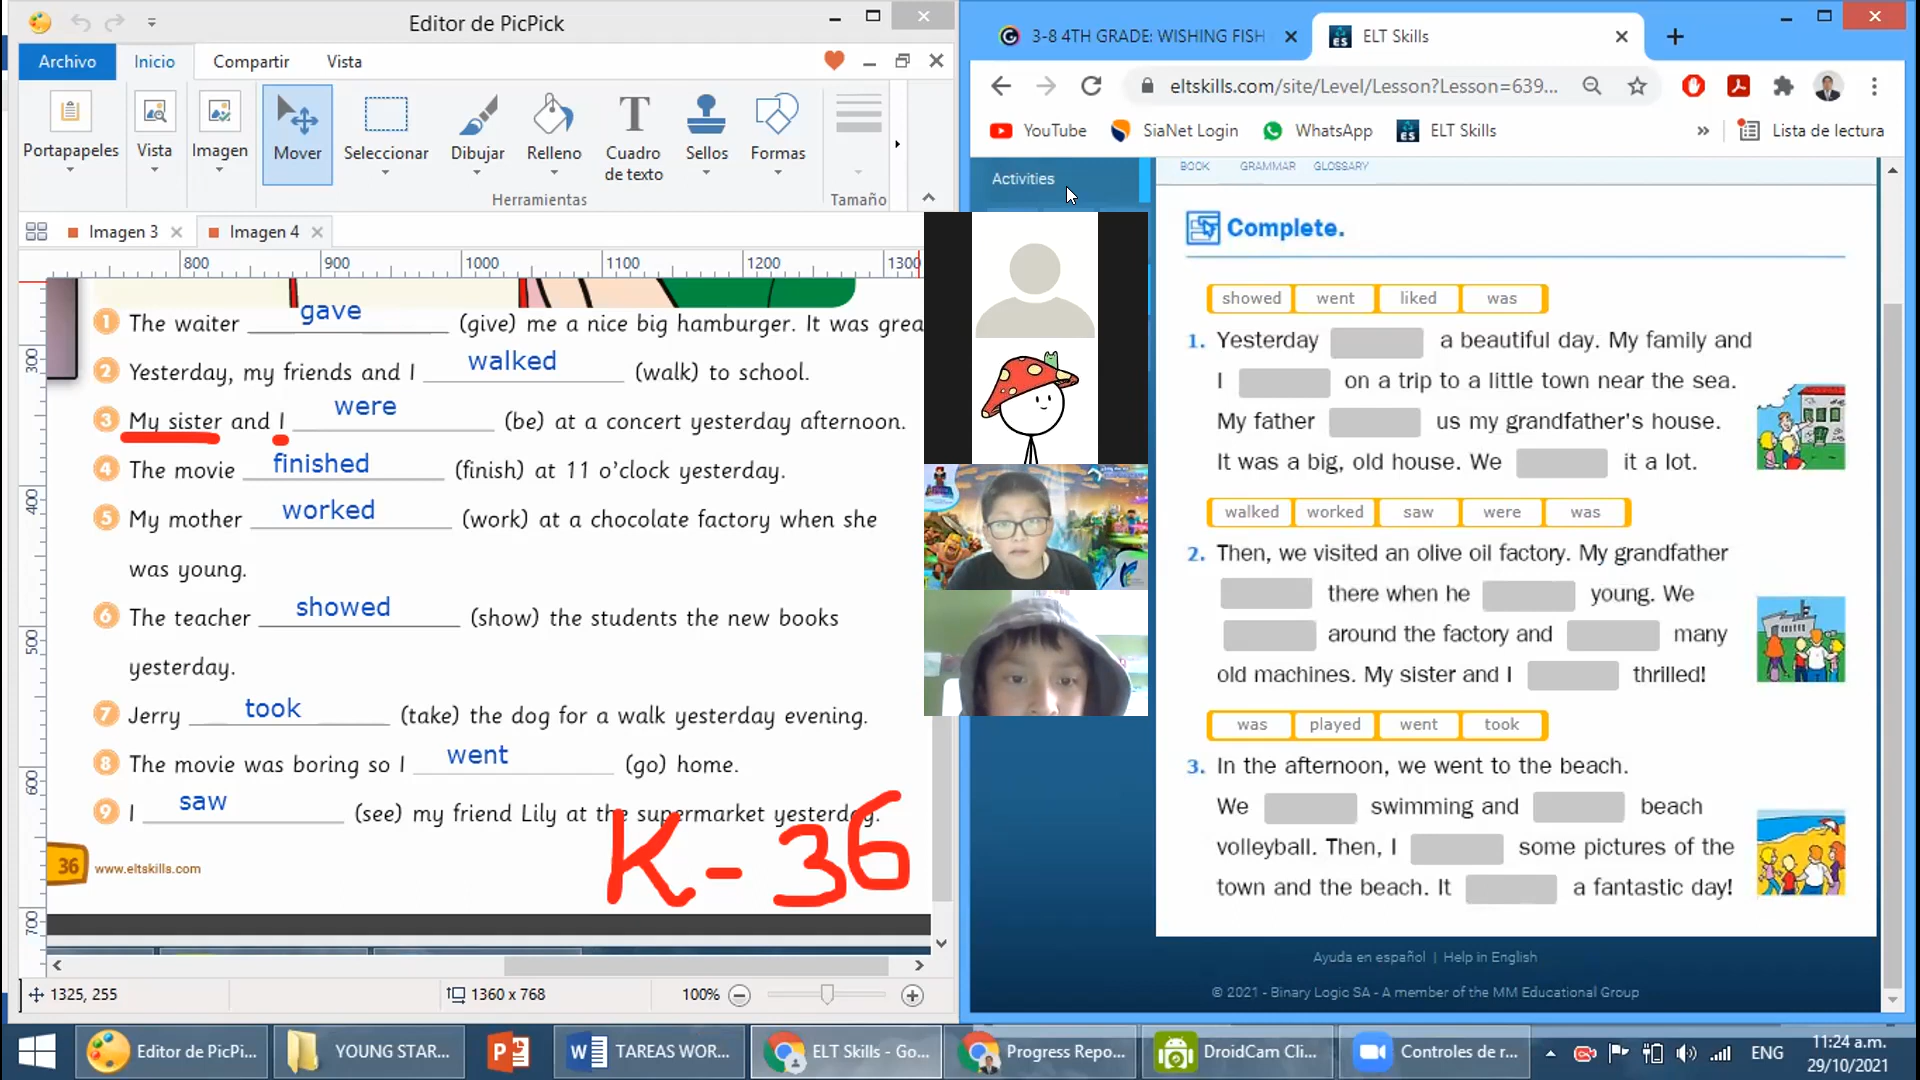 Editor de PicPick
Archivo Inicio Compartir Vista
Portapapeles Vista Imagen Mover Seleccionar Dibujar Relleno Cuadro de texto Sellos Formas
Herramientas Tamaño
Imagen 3 Imagen 4
800 900 1000 1100 1200 1300
300
400
500
600
700
1 The waiter gave (give) me a nice big hamburger. It was grea
2 Yesterday, my friends and I walked (walk) to school.
3 My sister and I were (be) at a concert yesterday afternoon.
4 The movie finished (finish) at 11 o'clock yesterday.
5 My mother worked (work) at a chocolate factory when she
was young.
6 The teacher showed (show) the students the new books
yesterday.
7 Jerry took (take) the dog for a walk yesterday evening.
8 The movie was boring so I went (go) home.
9 I saw (see) my friend Lily at the supermarket yesterday.
K-36
36 www.eltskills.com
1325, 255 1360 x 768 100%
3-8 4TH GRADE: WISHING FISH ELT Skills
eltskills.com/site/Level/Lesson?Lesson=639...
YouTube SiaNet Login WhatsApp ELT Skills » Lista de lectura
Activities
BOOK GRAMMAR GLOSSARY
Complete.
showed went liked was
1. Yesterday a beautiful day. My family and
I on a trip to a little town near the sea.
My father us my grandfather's house.
It was a big, old house. We it a lot.
walked worked saw were was
2. Then, we visited an olive oil factory. My grandfather
there when he young. We
around the factory and many
old machines. My sister and I thrilled!
was played went took
3. In the afternoon, we went to the beach.
We swimming and beach
volleyball. Then, I some pictures of the
town and the beach. It a fantastic day!
Ayuda en español | Help in English
© 2021 - Binary Logic SA - A member of the MM Educational Group
Editor de PicPi... YOUNG STAR... TAREAS WOR... ELT Skills - Go... Progress Repo... DroidCam Cli... Controles de r... ENG 11:24 a.m.
29/10/2021